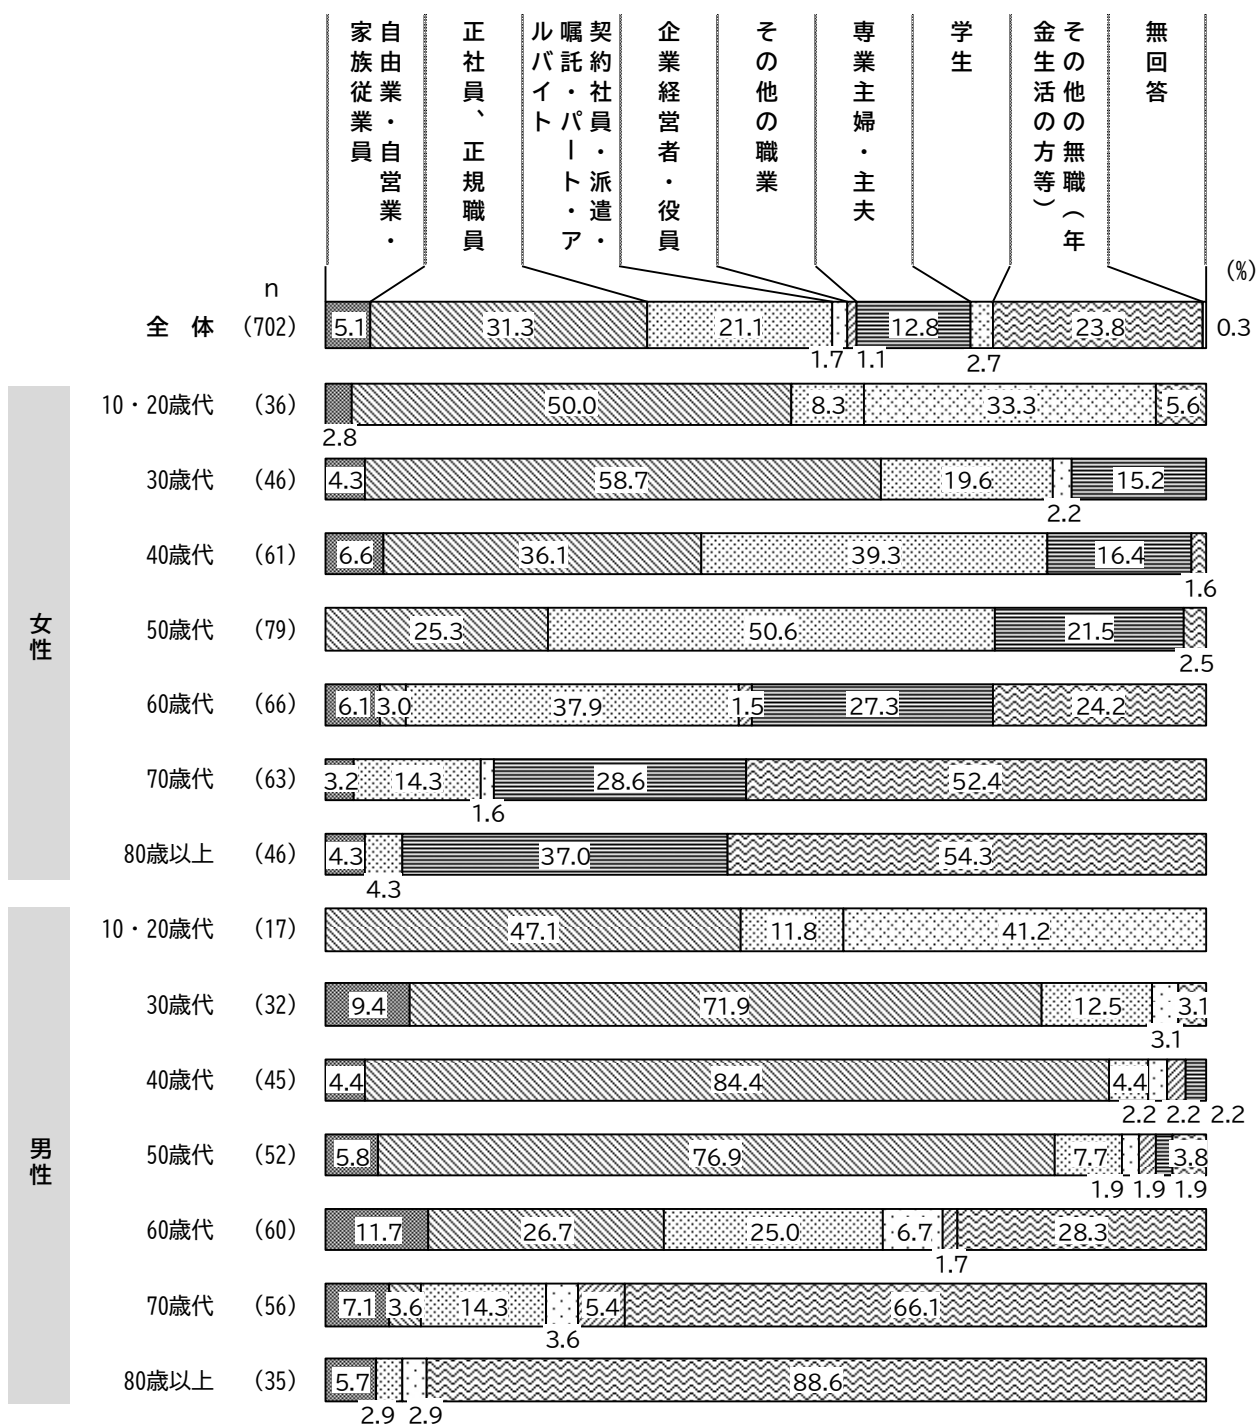 自由業・自営業・
家族従業員
正社員、正規職員
契約社員・派遣・
嘱託・パート・ア
ルバイト
企業経営者・役員
その他の職業
専業主婦・主夫
学生
その他の無職（年
金生活の方等）
無回答
(%)
n
全　体 (702) 5.1 31.3 21.1 12.8 23.8 0.3
1.7 1.1 2.7
女性
10・20歳代 (36) 50.0 8.3 33.3 5.6
2.8
30歳代 (46) 4.3 58.7 19.6 15.2
2.2
40歳代 (61) 6.6 36.1 39.3 16.4
1.6
50歳代 (79) 25.3 50.6 21.5
2.5
60歳代 (66) 6.1 3.0 37.9 1.5 27.3 24.2
70歳代 (63) 3.2 14.3 28.6 52.4
1.6
80歳以上 (46) 4.3 37.0 54.3
4.3
男性
10・20歳代 (17) 47.1 11.8 41.2
30歳代 (32) 9.4 71.9 12.5 3.1
3.1
40歳代 (45) 4.4 84.4 4.4
2.2 2.2 2.2
50歳代 (52) 5.8 76.9 7.7 3.8
1.9 1.9 1.9
60歳代 (60) 11.7 26.7 25.0 6.7 28.3
1.7
70歳代 (56) 7.1 3.6 14.3 5.4 66.1
3.6
80歳以上 (35) 5.7 88.6
2.9 2.9